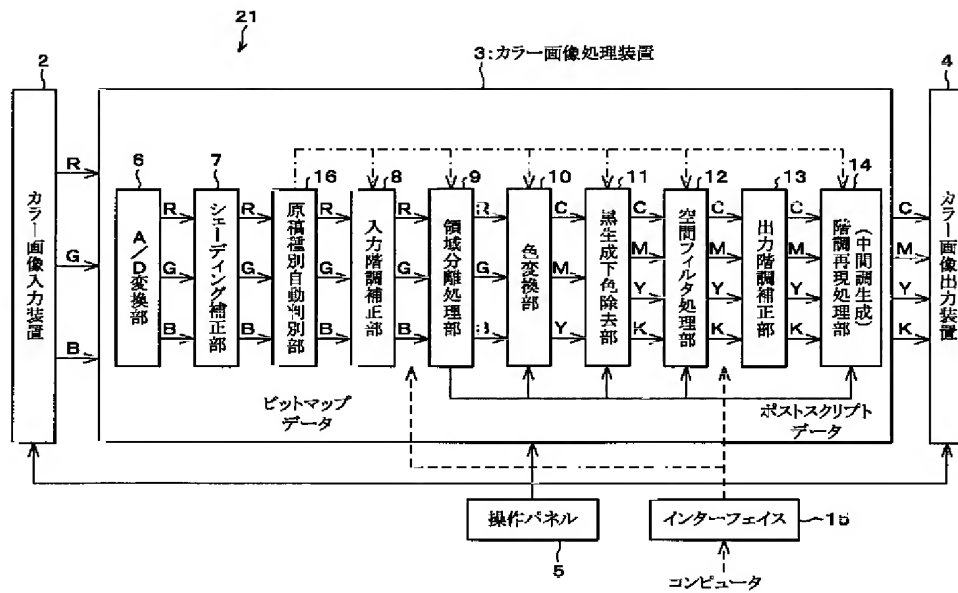 21
2
3:カラー画像処理装置
4
6
7
16
8
9
10
11
12
13
14
カラー画像入力装置
R
G
B
A/D変換部
R
G
B
シェーディング補正部
R
G
B
原稿種別自動判別部
R
G
B
入力階調補正部
R
G
B
領域分離処理部
R
G
B
色変換部
C
M
Y
黒生成下色除去部
C
M
Y
K
空間フィルタ処理部
C
M
Y
K
出力階調補正部
C
M
Y
K
階調再現処理部
(中間調生成)
C
M
Y
K
カラー画像出力装置
ビットマップ
データ
ポストスクリプト
データ
操作パネル
5
インターフェイス
15
コンピュータ